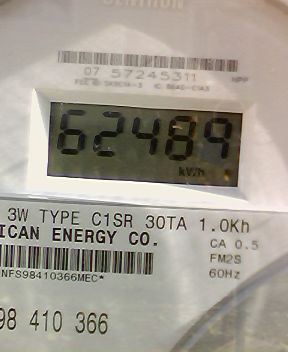 07 57245311
62489
kWh
3W TYPE C1SR 30TA 1.0Kh
ICAN ENERGY CO.
CA 0.5
FM2S
60Hz
NFS98410366MEC*
98 410 366